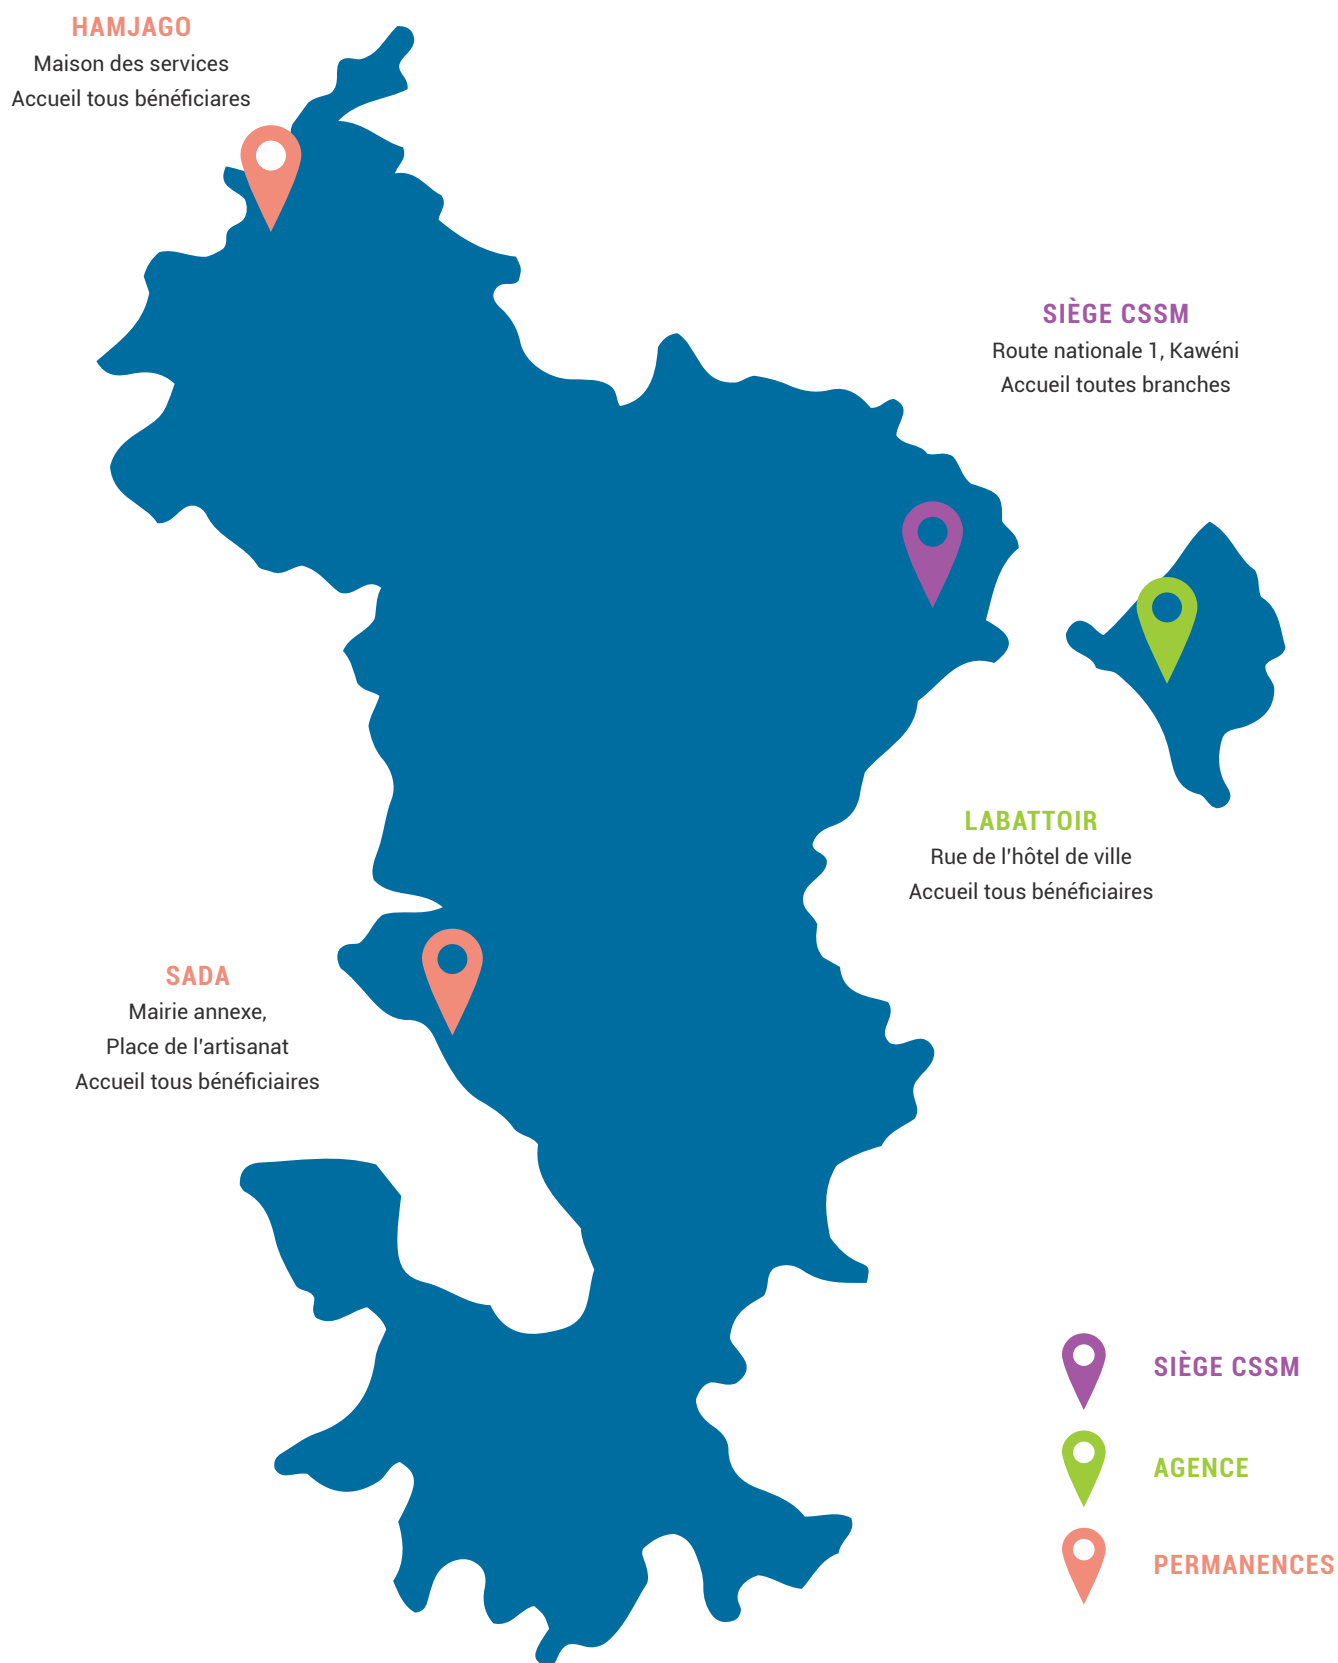 HAMJAGO
Maison des services
Accueil tous bénéficiares
SIÈGE CSSM
Route nationale 1, Kawéni
Accueil toutes branches
LABATTOIR
Rue de l'hôtel de ville
Accueil tous bénéficiaires
SADA
Mairie annexe,
Place de l'artisanat
Accueil tous bénéficiaires
SIÈGE CSSM
AGENCE
PERMANENCES